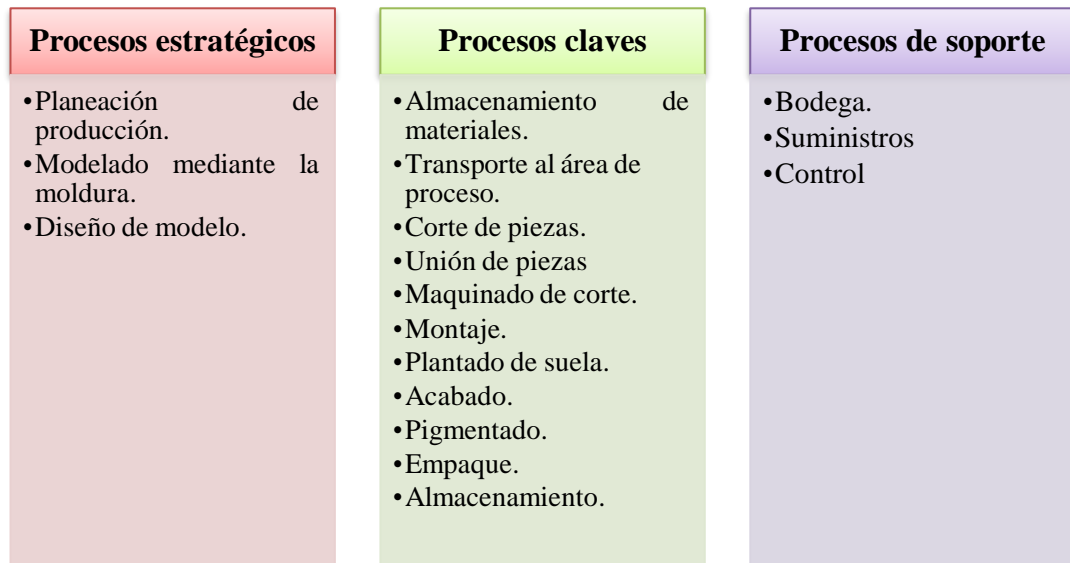 Procesos estratégicos
•Planeación de
producción.
•Modelado mediante la
moldura.
•Diseño de modelo.
Procesos claves
•Almacenamiento de
materiales.
•Transporte al área de
proceso.
•Corte de piezas.
•Unión de piezas
•Maquinado de corte.
•Montaje.
•Plantado de suela.
•Acabado.
•Pigmentado.
•Empaque.
•Almacenamiento.
Procesos de soporte
•Bodega.
•Suministros
•Control